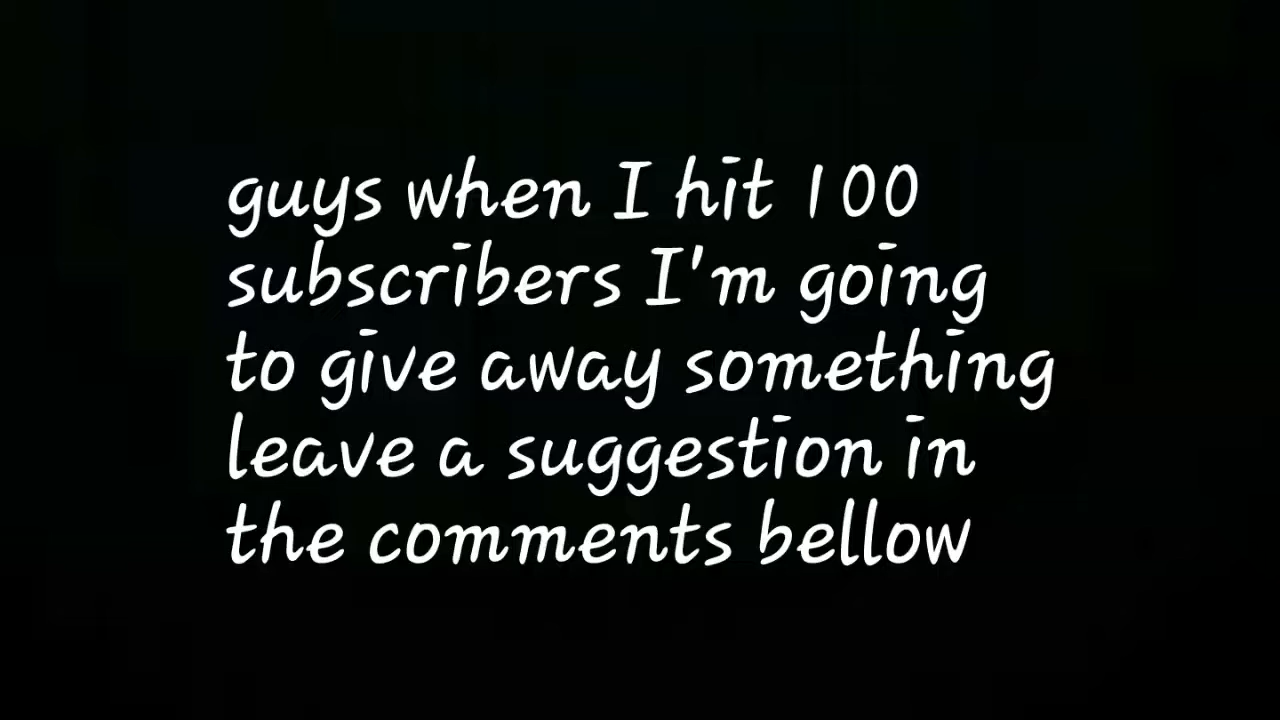 guys when I hit 100
subscribers I'm going
to give away something
leave a suggestion in
the comments bellow